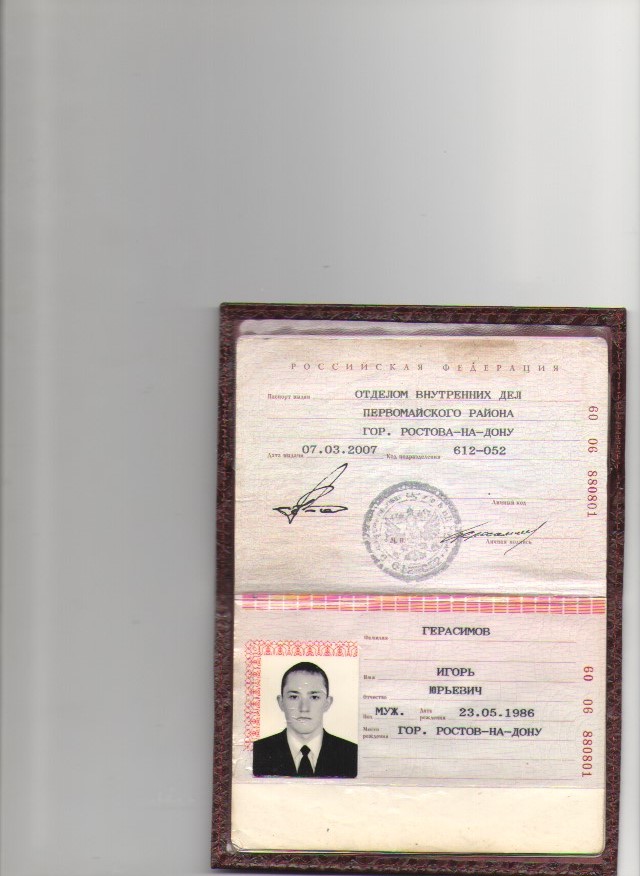 РОССИЙСКАЯ ФЕДЕРАЦИЯ
Паспорт выдан ОТДЕЛОМ ВНУТРЕННИХ ДЕЛ
ПЕРВОМАЙСКОГО РАЙОНА
ГОР. РОСТОВА-НА-ДОНУ
Дата выдачи 07.03.2007 Код подразделения 612-052
Личный код
Личная подпись
60 06 880801
Фамилия ГЕРАСИМОВ
Имя ИГОРЬ
Отчество ЮРЬЕВИЧ
Пол МУЖ. Дата рождения 23.05.1986
Место рождения ГОР. РОСТОВ-НА-ДОНУ
60 06 880801